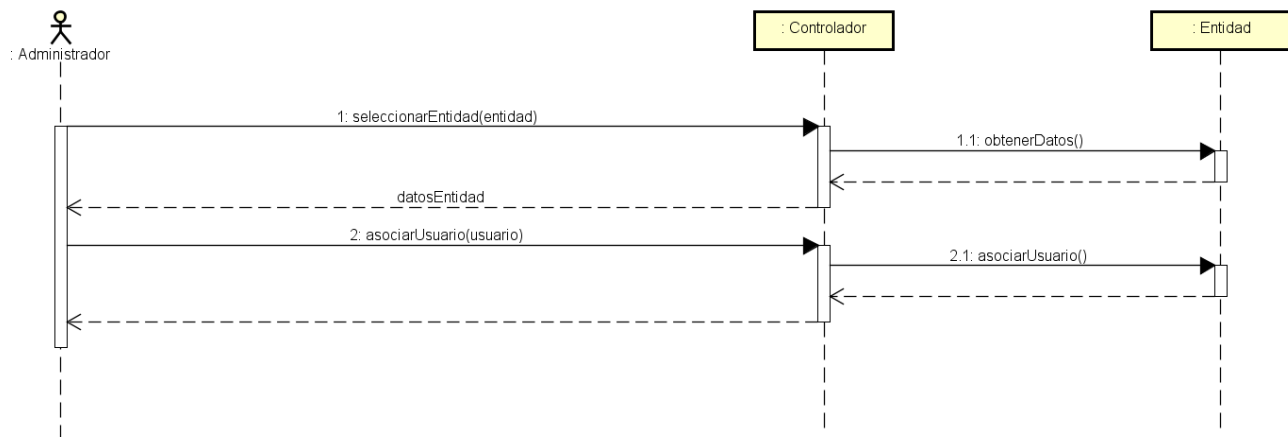 : Administrador
: Controlador
: Entidad
1: seleccionarEntidad(entidad)
1.1: obtenerDatos()
datosEntidad
2: asociarUsuario(usuario)
2.1: asociarUsuario()